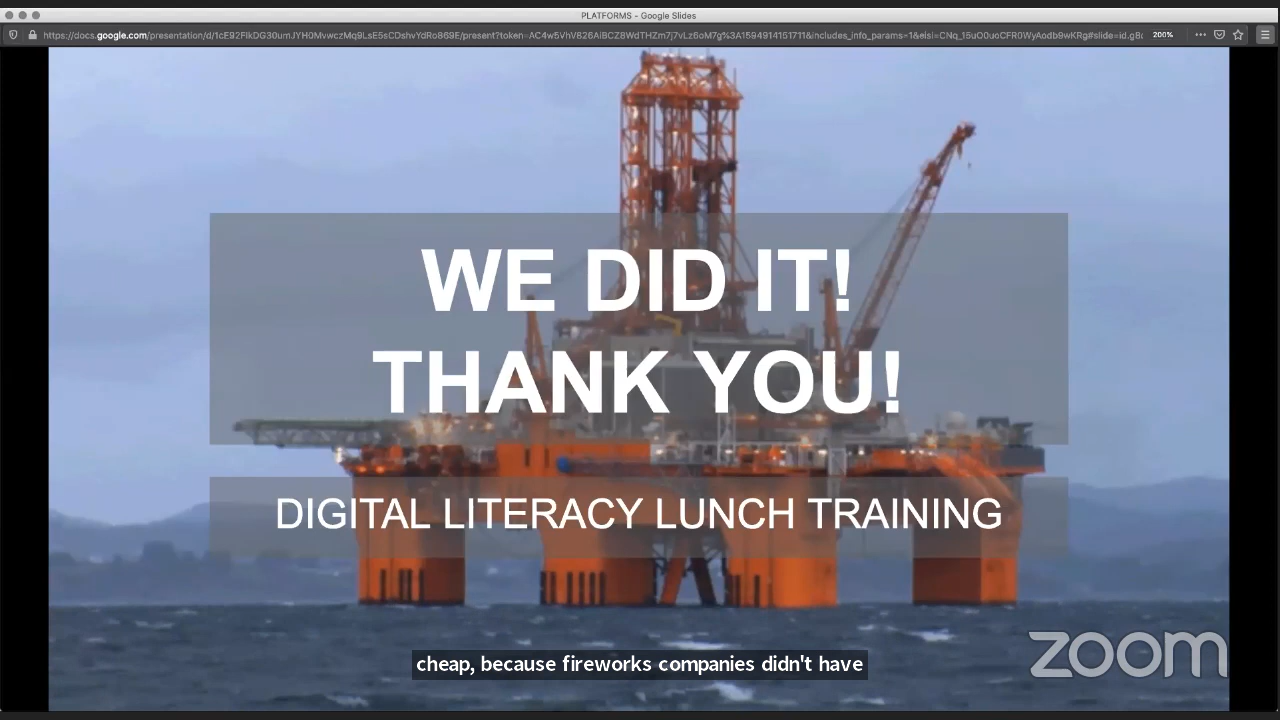 PLATFORMS - Google Slides
200%
WE DID IT!
THANK YOU!
DIGITAL LITERACY LUNCH TRAINING
cheap, because fireworks companies didn't have
zoom